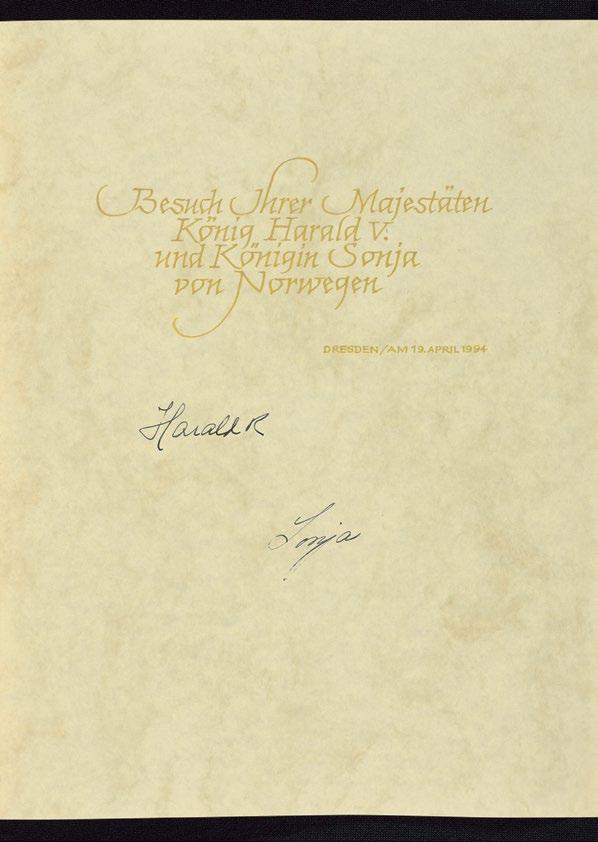 Besuch Ihrer Majestäten
König Harald V.
und Königin Sonja
von Norwegen
DRESDEN/AM 19. APRIL 1994
Harald R
Sonja